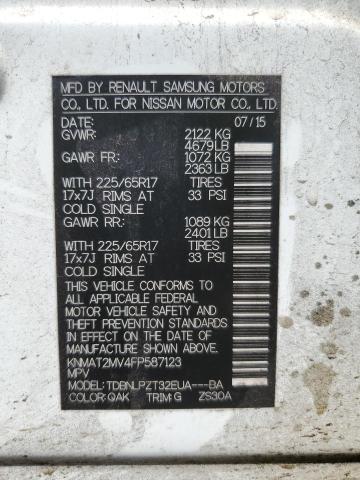 MFD BY RENAULT SAMSUNG MOTORS
CO., LTD. FOR NISSAN MOTOR CO., LTD.
DATE: 07/15
GVWR: 2122 KG
4679LB
GAWR FR: 1072 KG
2363LB
WITH 225/65R17 TIRES
17x7J RIMS AT 33 PSI
COLD SINGLE
GAWR RR: 1089 KG
2401LB
WITH 225/65R17 TIRES
17x7J RIMS AT 33 PSI
COLD SINGLE
THIS VEHICLE CONFORMS TO
ALL APPLICABLE FEDERAL
MOTOR VEHICLE SAFETY AND
THEFT PREVENTION STANDARDS
IN EFFECT ON THE DATE OF
MANUFACTURE SHOWN ABOVE.
KNMAT2MV4FP587123
MPV
MODEL: TDBNLPZT32EUA---BA
COLOR: QAK TRIM: G ZS30A